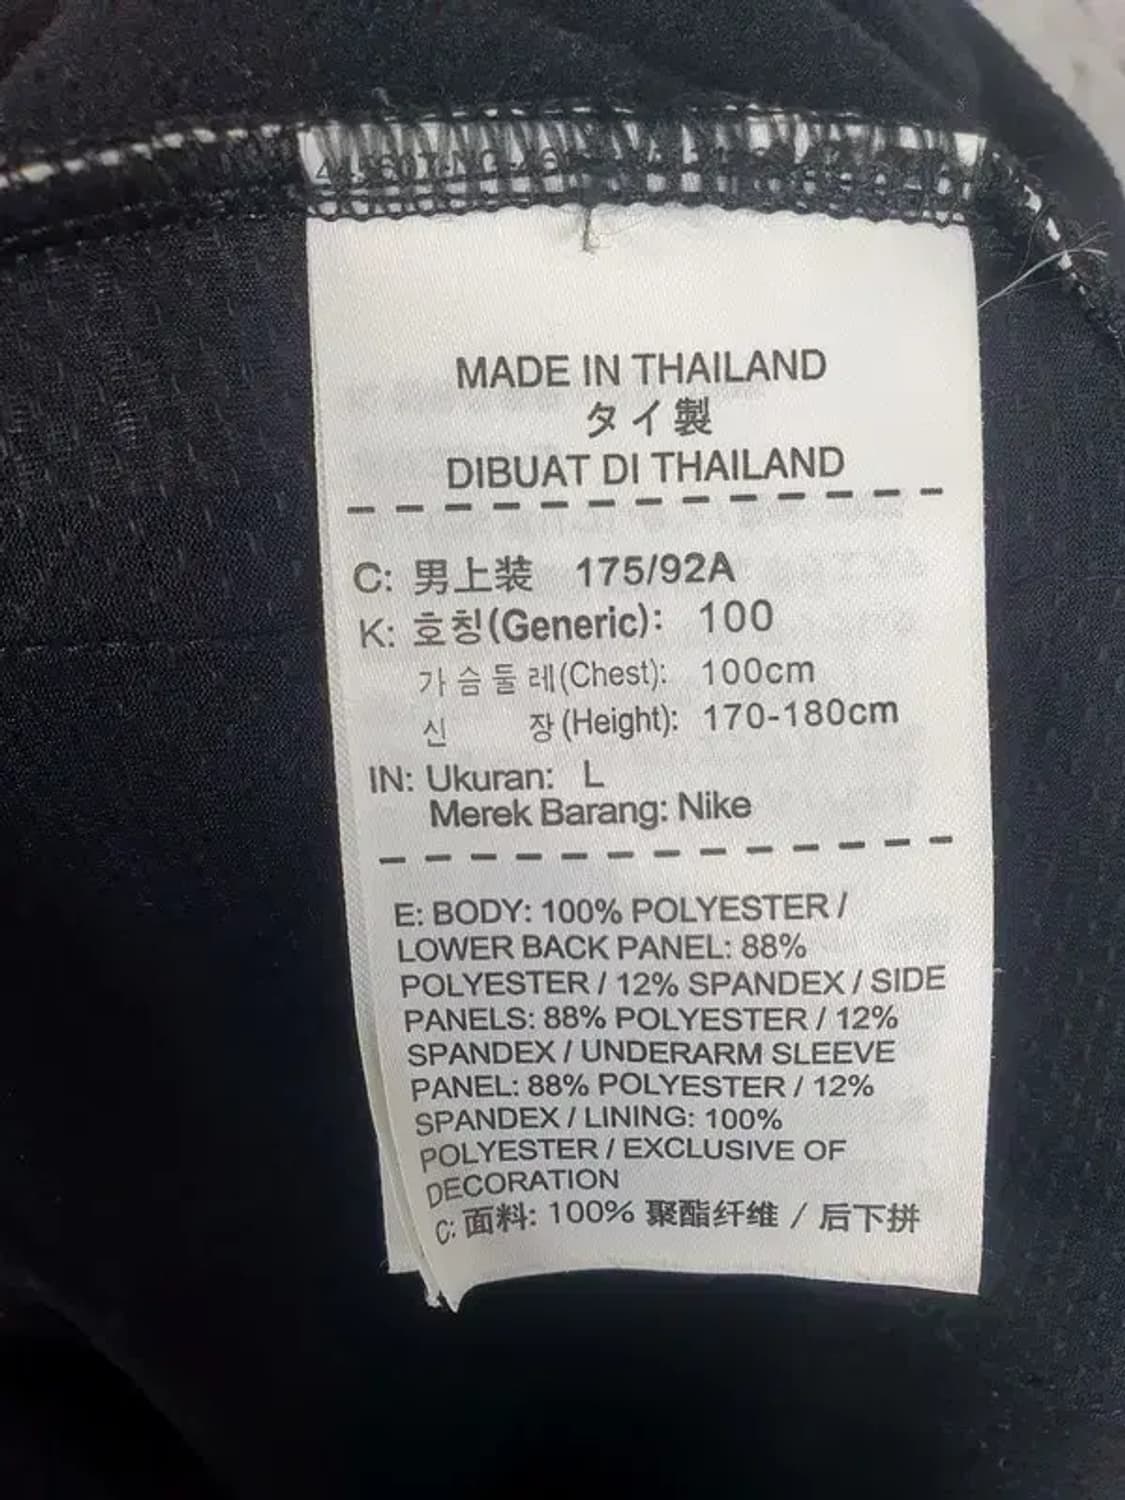 MADE IN THAILAND
タイ製
DIBUAT DI THAILAND
C: 男上装 175/92A
K: 호칭(Generic): 100
가슴둘레(Chest): 100cm
신 장(Height): 170-180cm
IN: Ukuran: L
Merek Barang: Nike
E: BODY: 100% POLYESTER /
LOWER BACK PANEL: 88%
POLYESTER / 12% SPANDEX / SIDE
PANELS: 88% POLYESTER / 12%
SPANDEX / UNDERARM SLEEVE
PANEL: 88% POLYESTER / 12%
SPANDEX / LINING: 100%
POLYESTER / EXCLUSIVE OF
DECORATION
C: 面料: 100% 聚酯纤维 / 后下拼